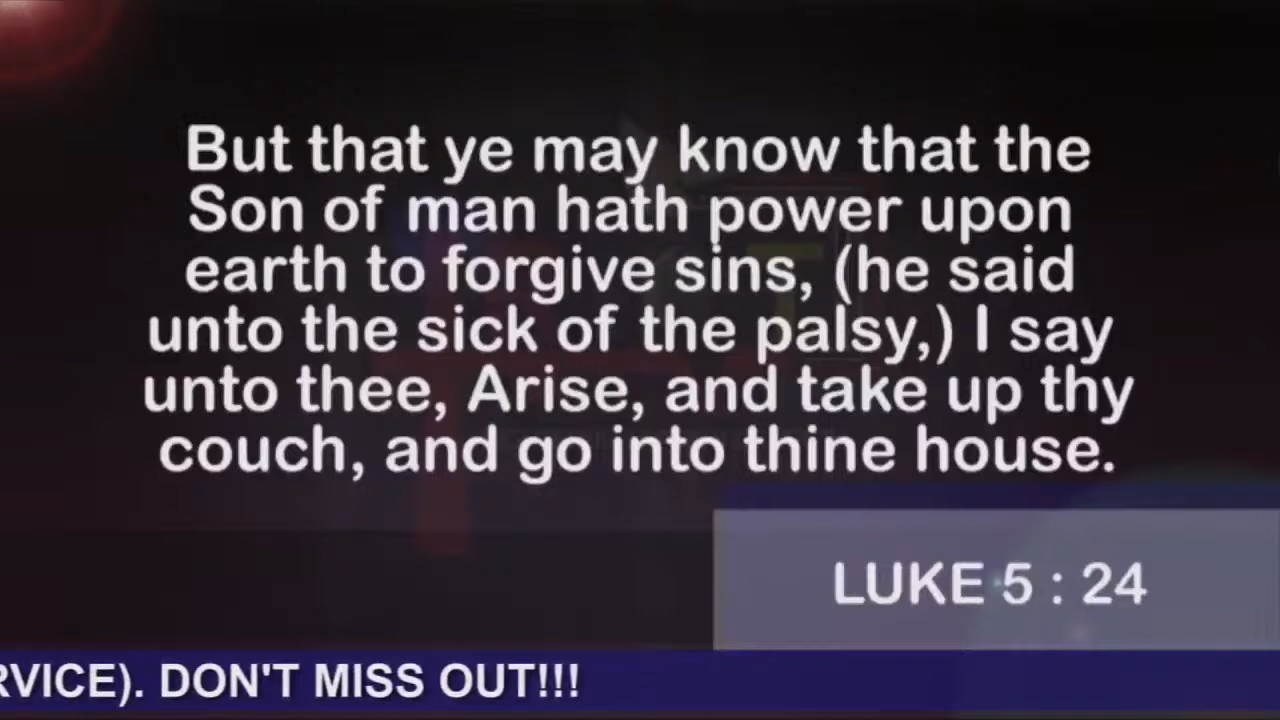 But that ye may know that the
Son of man hath power upon
earth to forgive sins, (he said
unto the sick of the palsy,) I say
unto thee, Arise, and take up thy
couch, and go into thine house.
LUKE 5 : 24
RVICE). DON'T MISS OUT!!!